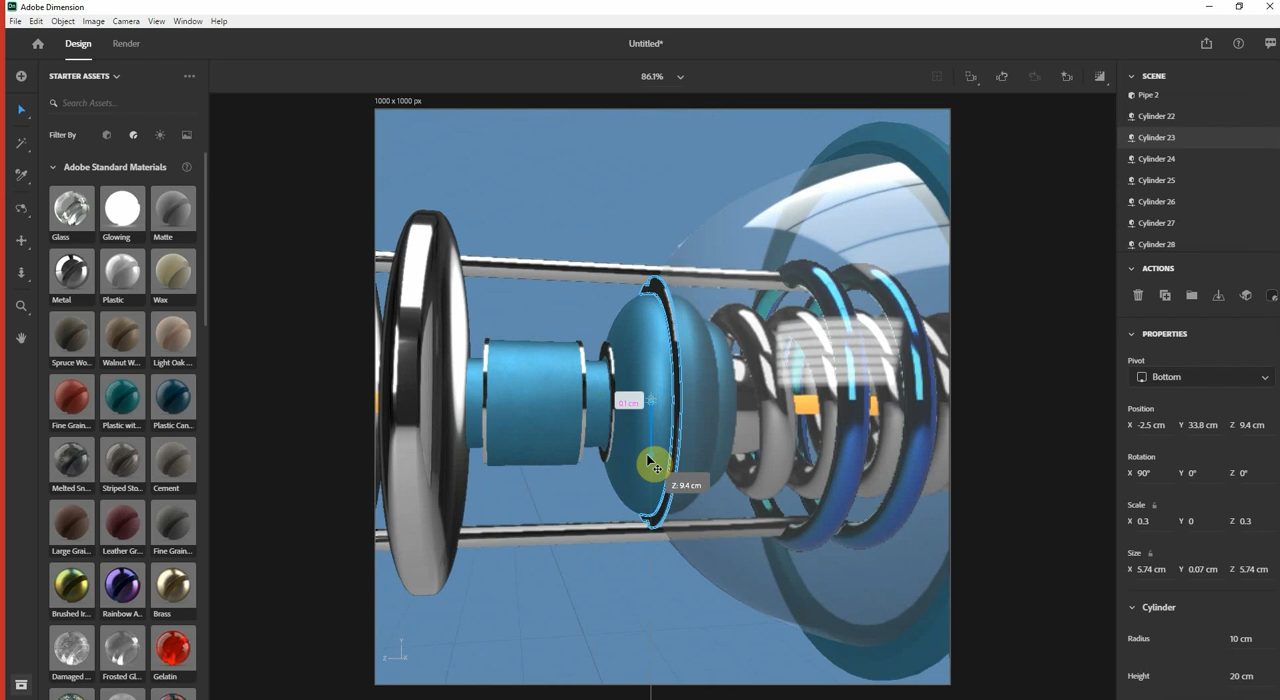 Dn Adobe Dimension
File Edit Object Image Camera View Window Help
Design Render Untitled*
STARTER ASSETS
86.1%
SCENE
Search Assets...
1000 x 1000 px
Pipe 2
Cylinder 22
Filter By
Cylinder 23
Adobe Standard Materials
Cylinder 24
Cylinder 25
Cylinder 26
Cylinder 27
Glass Glowing Matte
Cylinder 28
ACTIONS
Metal Plastic Wax
PROPERTIES
Spruce Wo... Walnut W... Light Oak ...
Pivot
Bottom
Position
Fine Grain... Plastic wit... Plastic Can...
X -2.5 cm Y 33.8 cm Z 9.4 cm
0.1 cm
Rotation
X 90° Y 0° Z 0°
Z: 9.4 cm
Melted Sn... Striped Sto... Cement
Scale
X 0.3 Y 0 Z 0.3
Large Grai... Leather Gr... Fine Grain...
Size
X 5.74 cm Y 0.07 cm Z 5.74 cm
Brushed Ir... Rainbow A... Brass
Cylinder
Radius 10 cm
Damaged ... Frosted Gl... Gelatin
Height 20 cm
Y
Z X